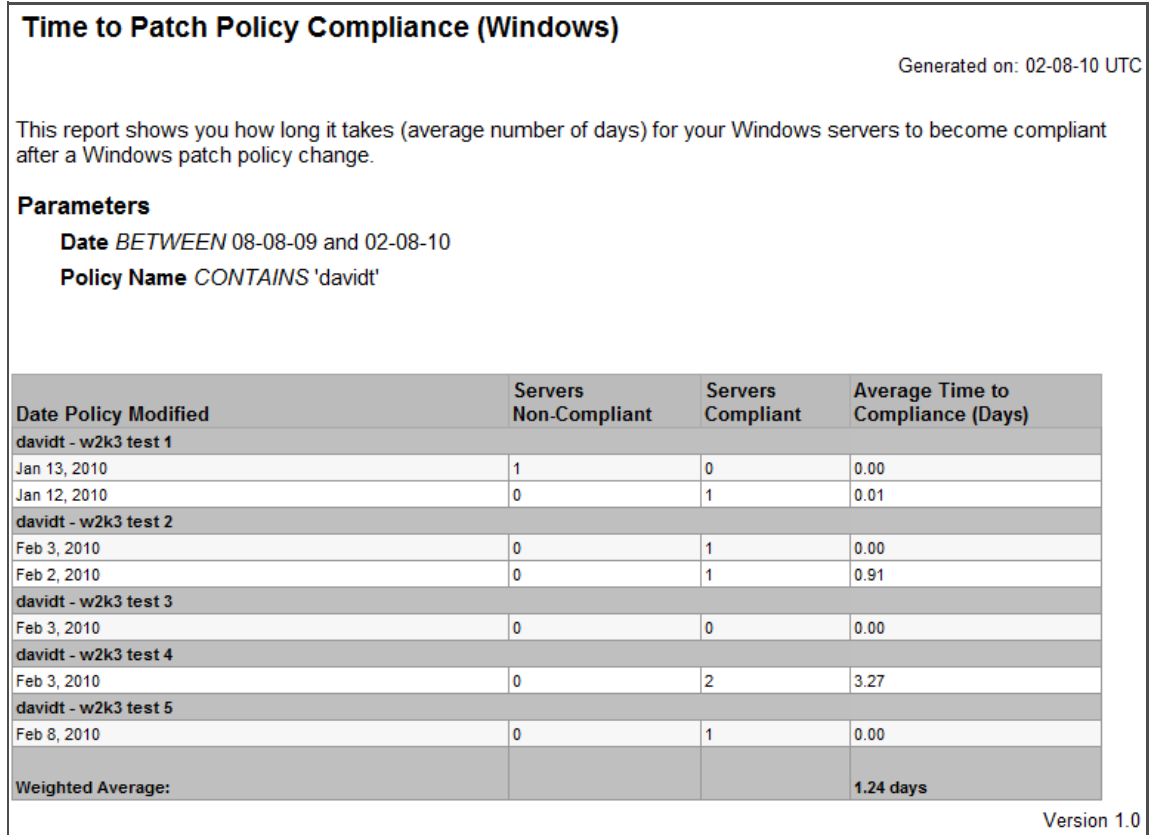 Time to Patch Policy Compliance (Windows)
Generated on: 02-08-10 UTC
This report shows you how long it takes (average number of days) for your Windows servers to become compliant
after a Windows patch policy change.
Parameters
Date BETWEEN 08-08-09 and 02-08-10
Policy Name CONTAINS 'davidt'
Date Policy Modified Servers Non-Compliant Servers Compliant Average Time to Compliance (Days)
davidt - w2k3 test 1
Jan 13, 2010 1 0 0.00
Jan 12, 2010 0 1 0.01
davidt - w2k3 test 2
Feb 3, 2010 0 1 0.00
Feb 2, 2010 0 1 0.91
davidt - w2k3 test 3
Feb 3, 2010 0 0 0.00
davidt - w2k3 test 4
Feb 3, 2010 0 2 3.27
davidt - w2k3 test 5
Feb 8, 2010 0 1 0.00
Weighted Average: 1.24 days
Version 1.0